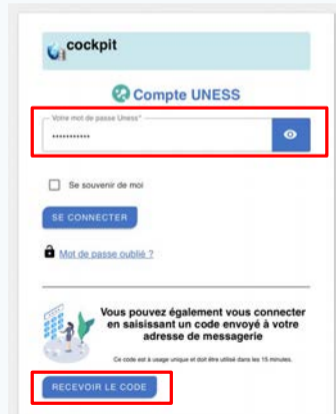 cockpit
Compte UNESS
Votre mot de passe Uness*
•••••••••••
Se souvenir de moi
SE CONNECTER
Mot de passe oublié ?
Vous pouvez également vous connecter
en saisissant un code envoyé à votre
adresse de messagerie
Ce code est à usage unique et doit être utilisé dans les 15 minutes.
RECEVOIR LE CODE